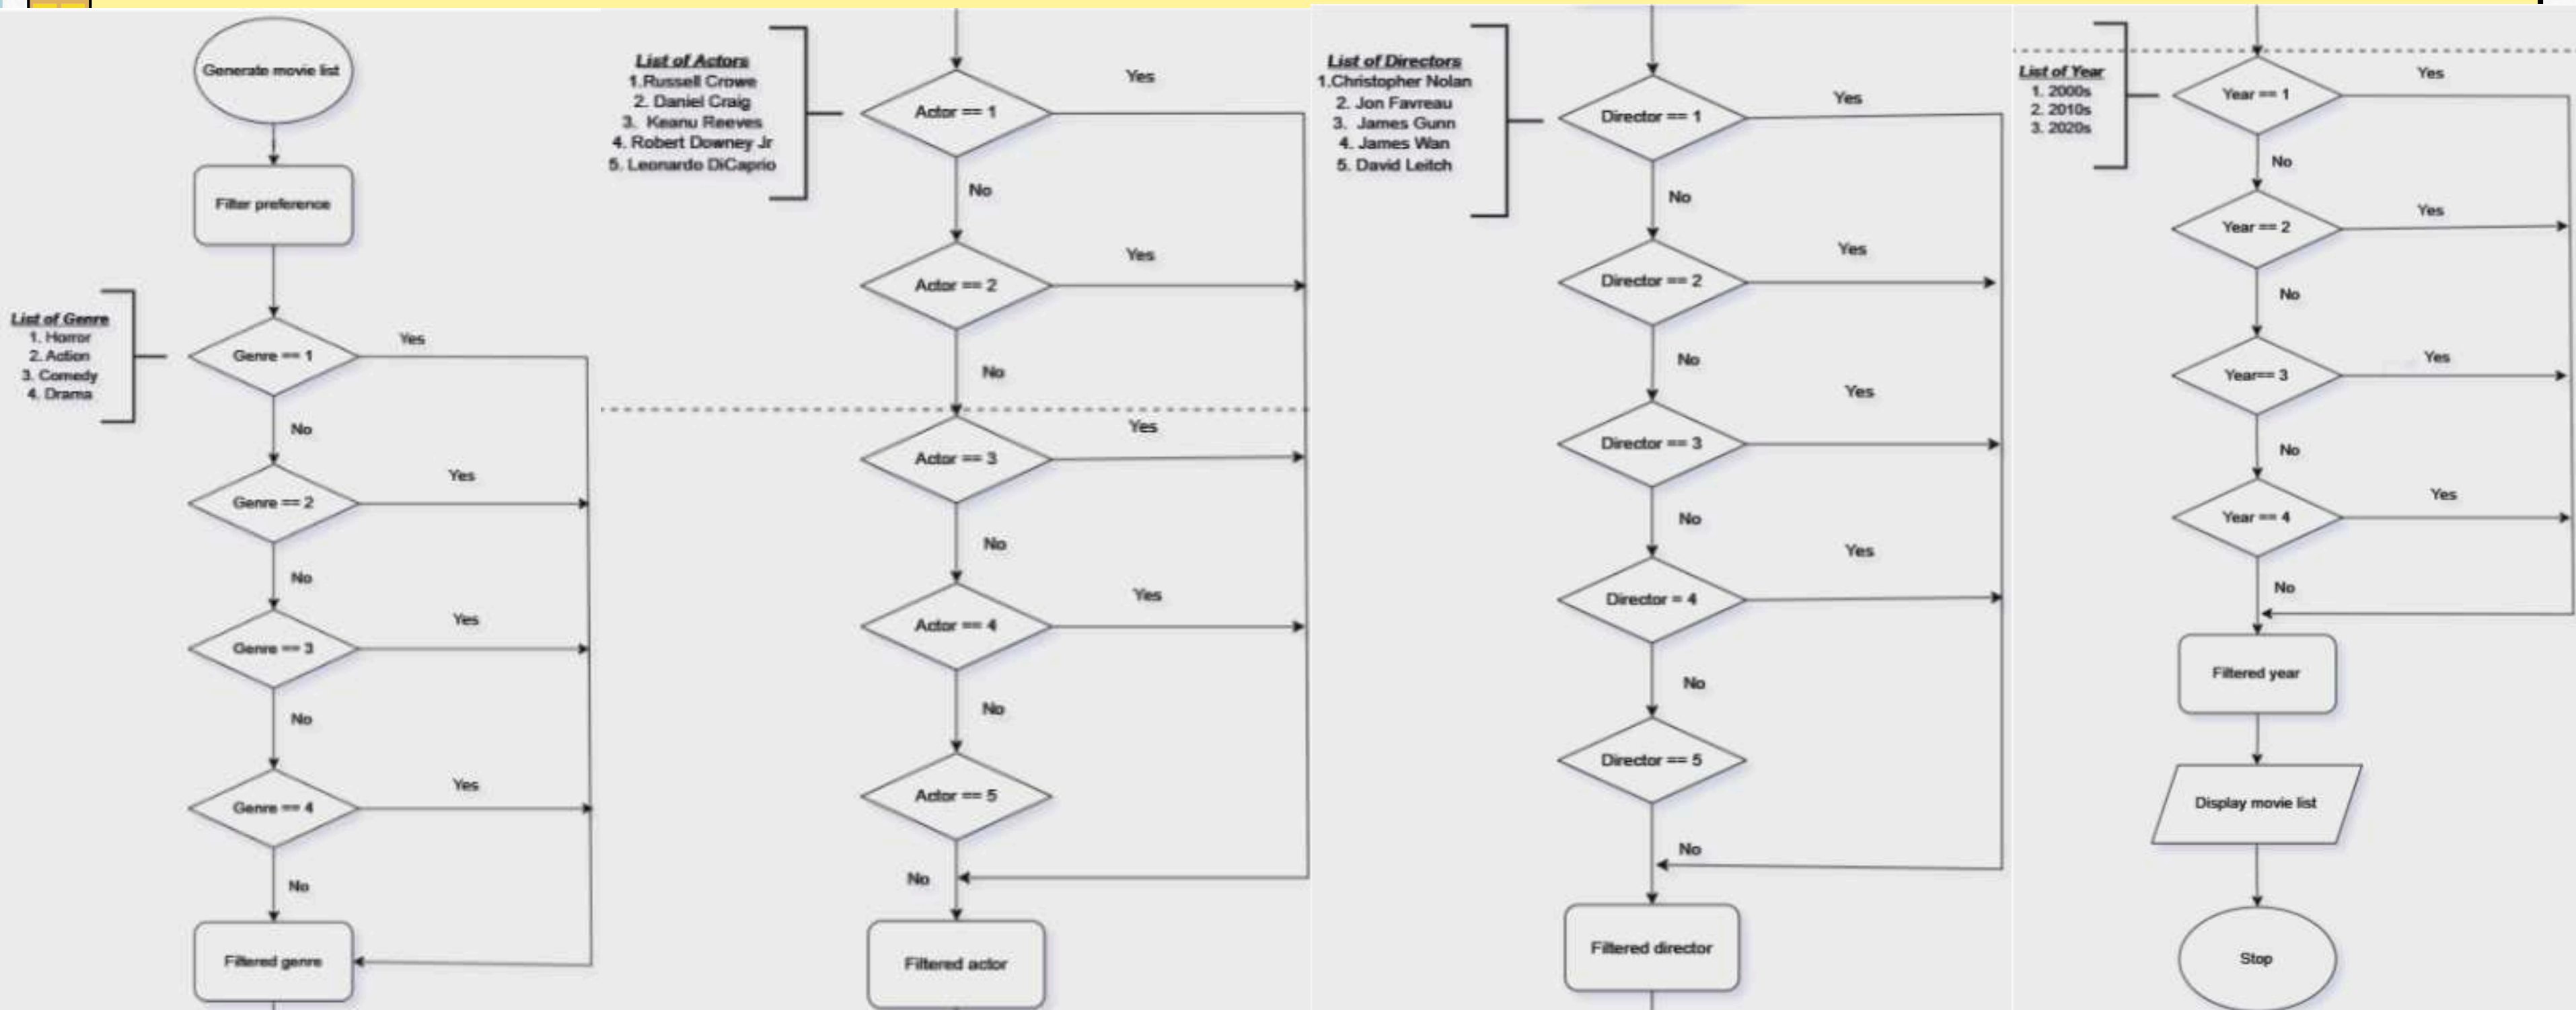 Generate movie list
Filter preference
List of Genre
1. Horror
2. Action
3. Comedy
4. Drama
Genre == 1
Yes
No
Genre == 2
Yes
No
Genre == 3
Yes
No
Genre == 4
Yes
No
Filtered genre
List of Actors
1.Russell Crowe
2. Daniel Craig
3. Keanu Reeves
4. Robert Downey Jr
5. Leonardo DiCaprio
Actor == 1
Yes
No
Actor == 2
Yes
No
Actor == 3
Yes
No
Actor == 4
Yes
No
Actor == 5
No
Filtered actor
List of Directors
1.Christopher Nolan
2. Jon Favreau
3. James Gunn
4. James Wan
5. David Leitch
Director == 1
Yes
No
Director == 2
Yes
No
Director == 3
Yes
No
Director = 4
Yes
No
Director == 5
No
Filtered director
List of Year
1. 2000s
2. 2010s
3. 2020s
Year == 1
Yes
No
Year == 2
Yes
No
Year== 3
Yes
No
Year == 4
Yes
No
Filtered year
Display movie list
Stop